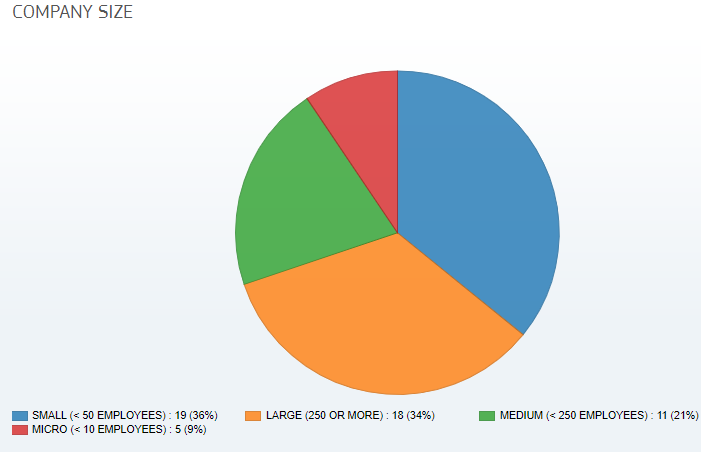 COMPANY SIZE
SMALL (< 50 EMPLOYEES) : 19 (36%) LARGE (250 OR MORE) : 18 (34%) MEDIUM (< 250 EMPLOYEES) : 11 (21%)
MICRO (< 10 EMPLOYEES) : 5 (9%)